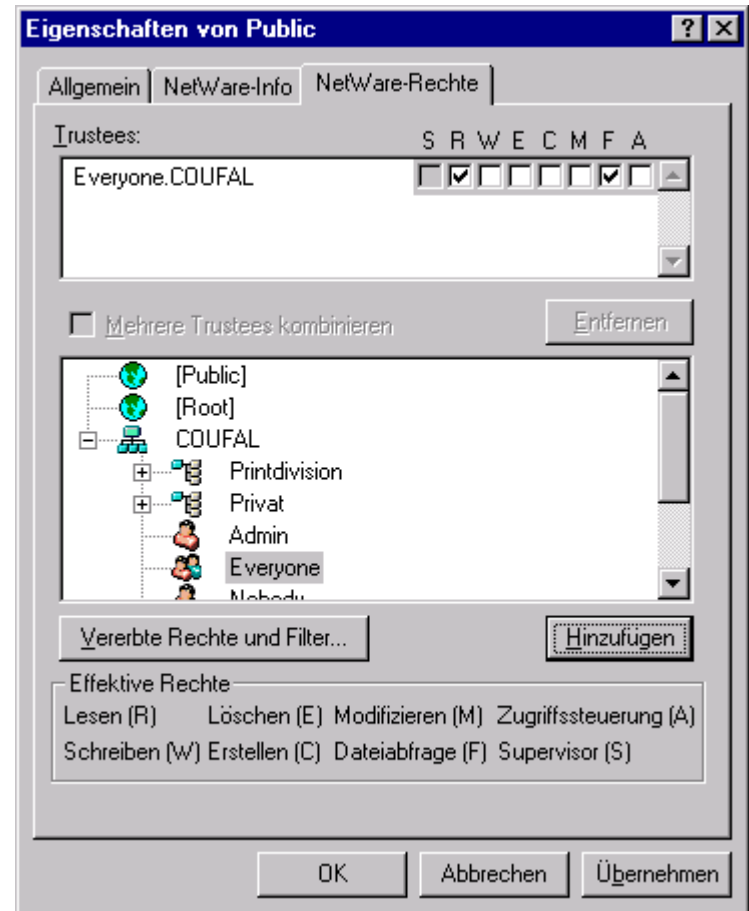 Eigenschaften von Public
Allgemein NetWare-Info NetWare-Rechte
Trustees: S R W E C M F A
Everyone.COUFAL
Mehrere Trustees kombinieren Entfernen
[Public]
[Root]
COUFAL
Printdivision
Privat
Admin
Everyone
Nobody
Vererbte Rechte und Filter... Hinzufügen
Effektive Rechte
Lesen (R) Löschen (E) Modifizieren (M) Zugriffssteuerung (A)
Schreiben (W) Erstellen (C) Dateiabfrage (F) Supervisor (S)
OK Abbrechen Übernehmen